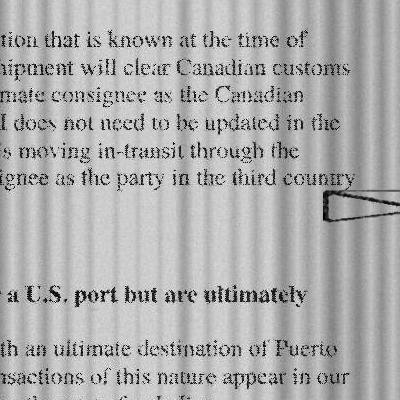 tion that is known at the time of
hipment will clear Canadian customs
mate consignee as the Canadian
I does not need to be updated in the
s moving in-transit through the
ignee as the party in the third country
a U.S. port but are ultimately
th an ultimate destination of Puerto
nsactions of this nature appear in our